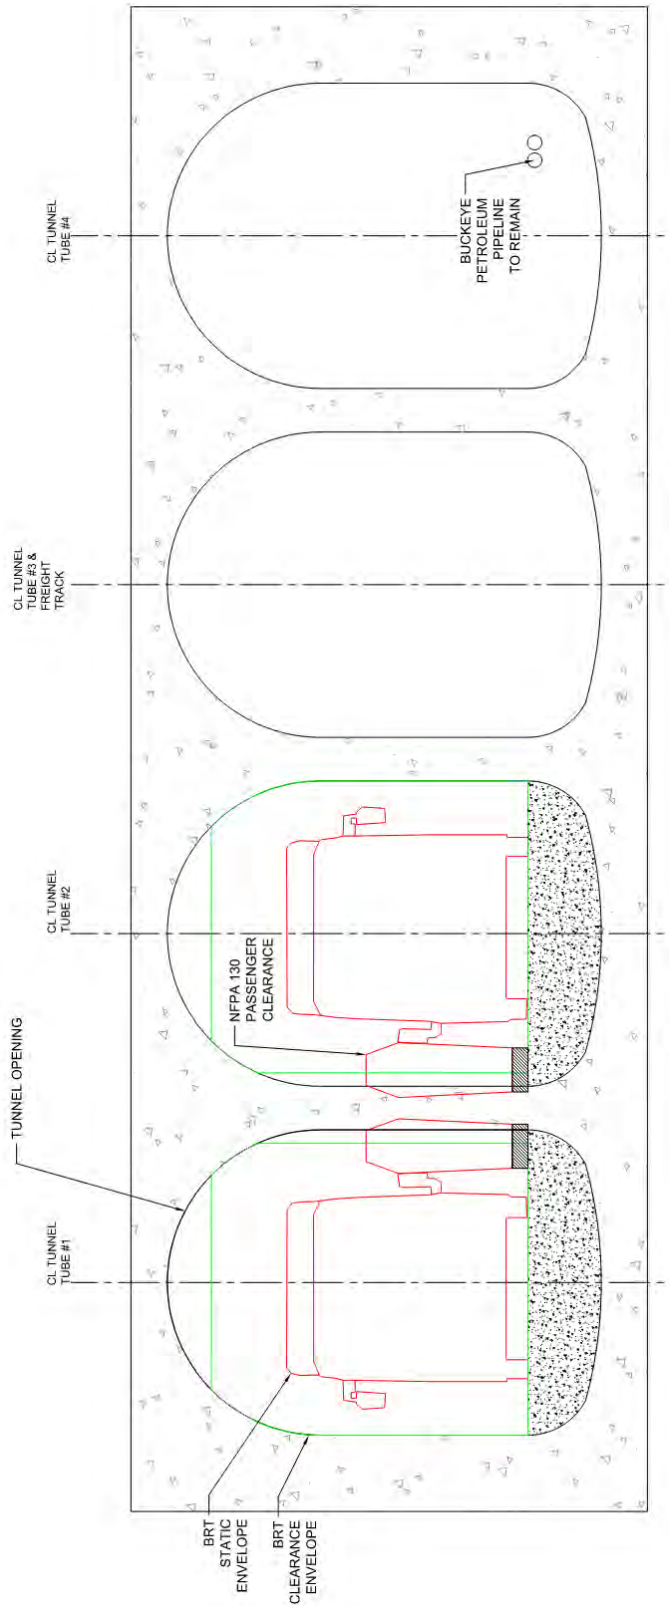 CL TUNNEL
TUBE #1
TUNNEL OPENING
CL TUNNEL
TUBE #2
CL TUNNEL
TUBE #3 &
FREIGHT
TRACK
CL TUNNEL
TUBE #4
BRT
STATIC
ENVELOPE
BRT
CLEARANCE
ENVELOPE
NFPA 130
PASSENGER
CLEARANCE
BUCKEYE
PETROLEUM
PIPELINE
TO REMAIN